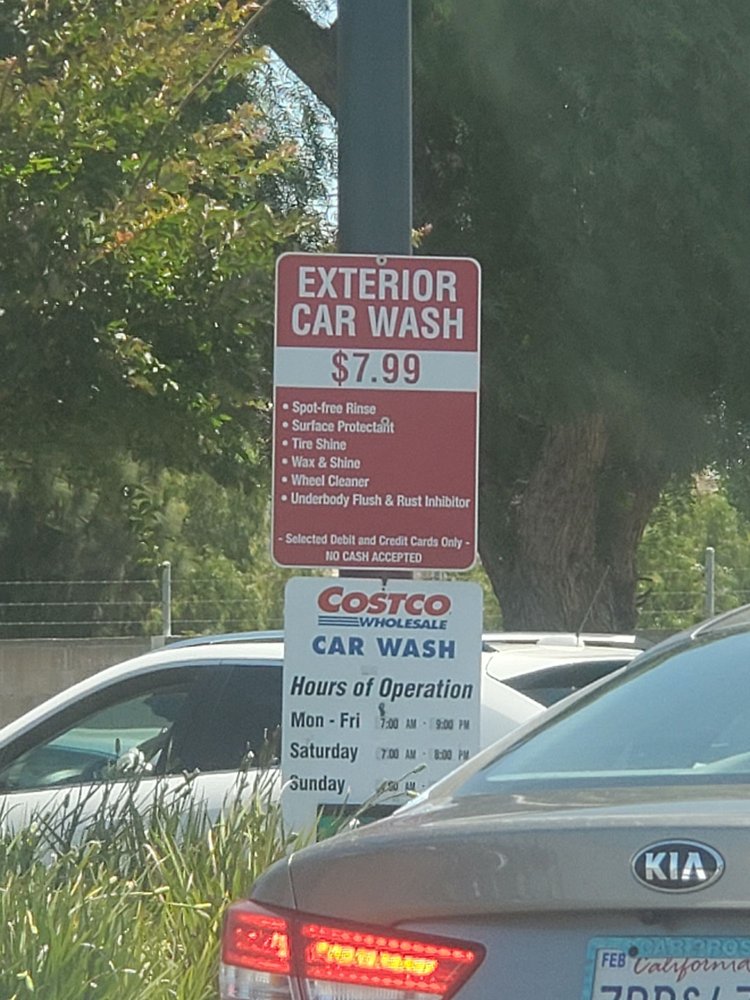 EXTERIOR
CAR WASH
$7.99
• Spot-free Rinse
• Surface Protectant
• Tire Shine
• Wax & Shine
• Wheel Cleaner
• Underbody Flush & Rust Inhibitor
- Selected Debit and Credit Cards Only -
NO CASH ACCEPTED
COSTCO
WHOLESALE
CAR WASH
Hours of Operation
Mon - Fri 7:00 AM - 9:00 PM
Saturday 7:00 AM - 8:00 PM
Sunday AM -
KIA
FEB California